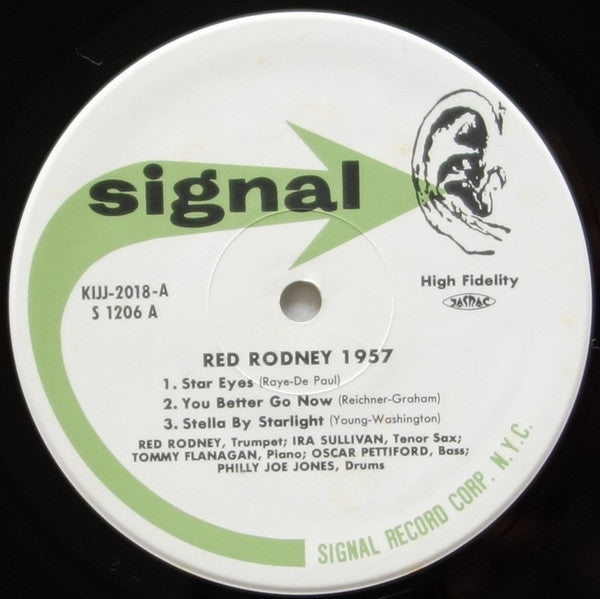 signal
KIJJ-2018-A
S 1206 A
High Fidelity
JASRAC
RED RODNEY 1957
1. Star Eyes (Raye-De Paul)
2. You Better Go Now (Reichner-Graham)
3. Stella By Starlight (Young-Washington)
RED RODNEY, Trumpet; IRA SULLIVAN, Tenor Sax;
TOMMY FLANAGAN, Piano; OSCAR PETTIFORD, Bass;
PHILLY JOE JONES, Drums
SIGNAL RECORD CORP. N.Y.C.